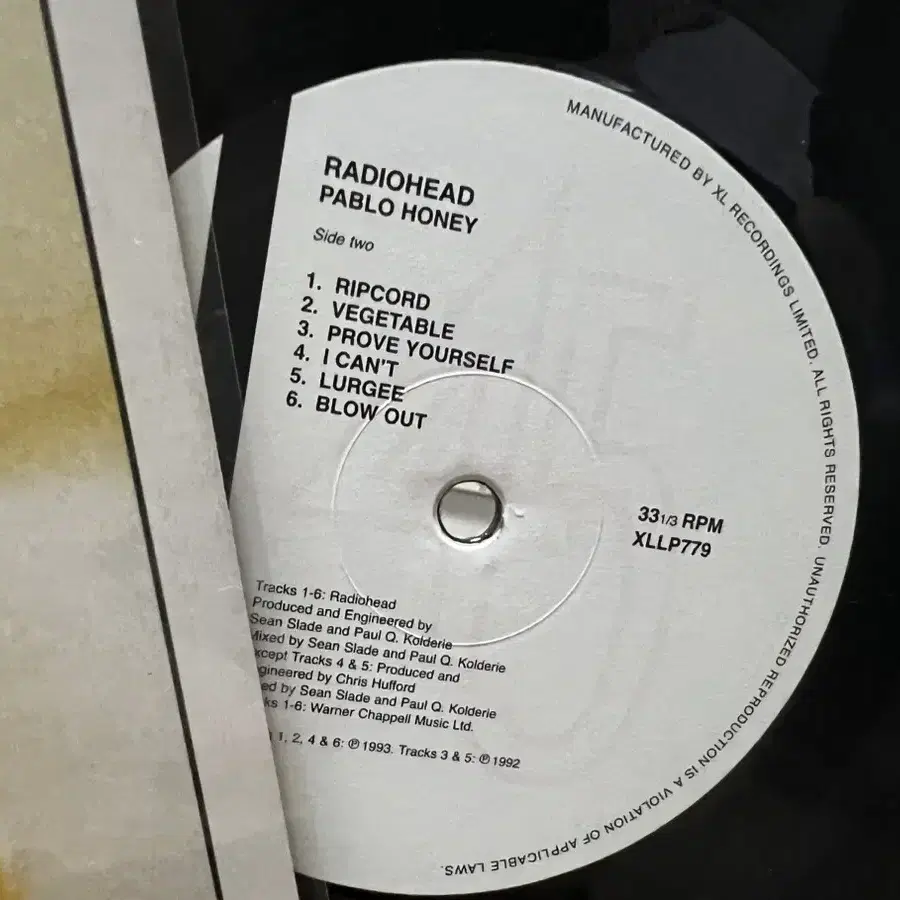 RADIOHEAD
PABLO HONEY
Side two
1. RIPCORD
2. VEGETABLE
3. PROVE YOURSELF
4. I CAN'T
5. LURGEE
6. BLOW OUT
33 1/3 RPM
XLLP779
Tracks 1-6: Radiohead
Produced and Engineered by
Sean Slade and Paul Q. Kolderie
Mixed by Sean Slade and Paul Q. Kolderie
xcept Tracks 4 & 5: Produced and
gineered by Chris Hufford
ed by Sean Slade and Paul Q. Kolderie
ks 1-6: Warner Chappell Music Ltd.
1, 2, 4 & 6: ℗ 1993. Tracks 3 & 5: ℗ 1992
MANUFACTURED BY XL RECORDINGS LIMITED. ALL RIGHTS RESERVED. UNAUTHORIZED REPRODUCTION IS A VIOLATION OF APPLICABLE LAWS.